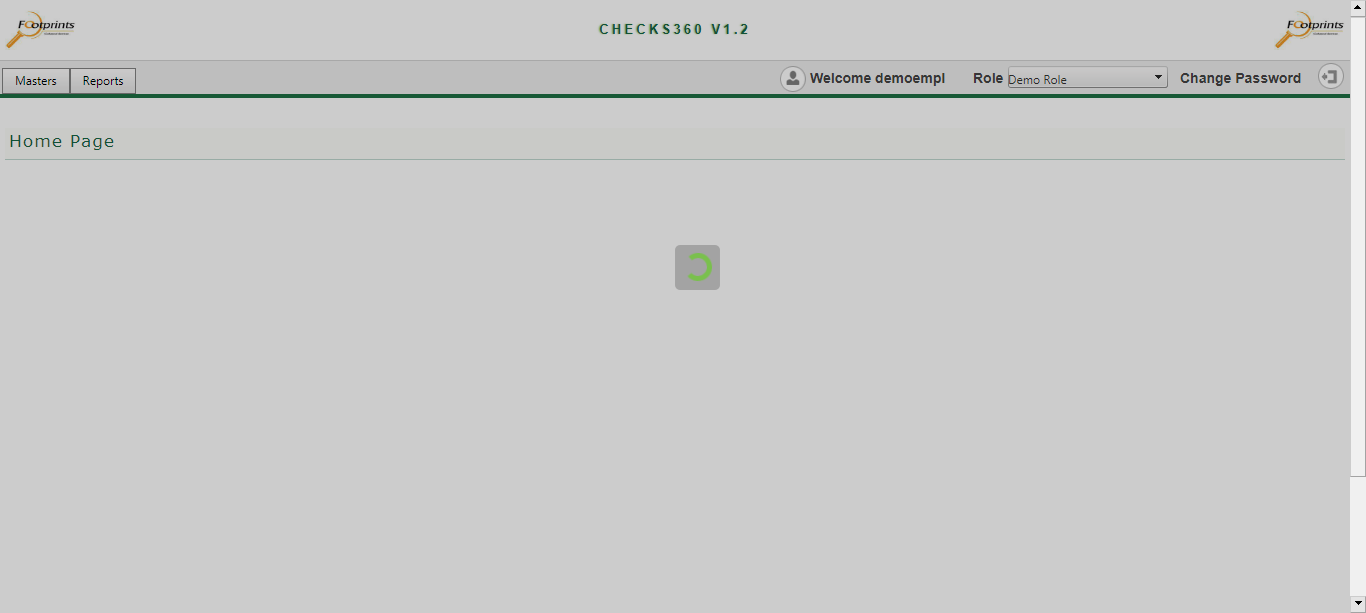 FOotprints
CHECKS360 V1.2
FOotprints
Masters
Reports
Welcome demoempl
Role
Demo Role
Change Password
Home Page